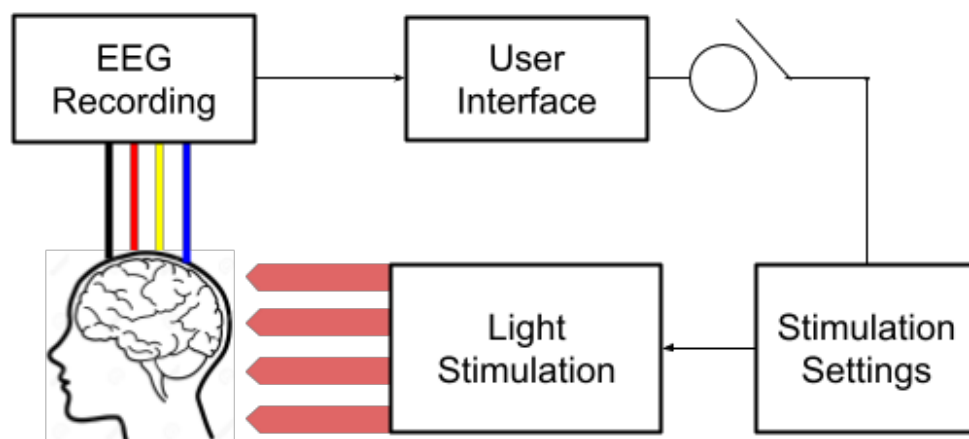 EEG
Recording
User
Interface
Light
Stimulation
Stimulation
Settings